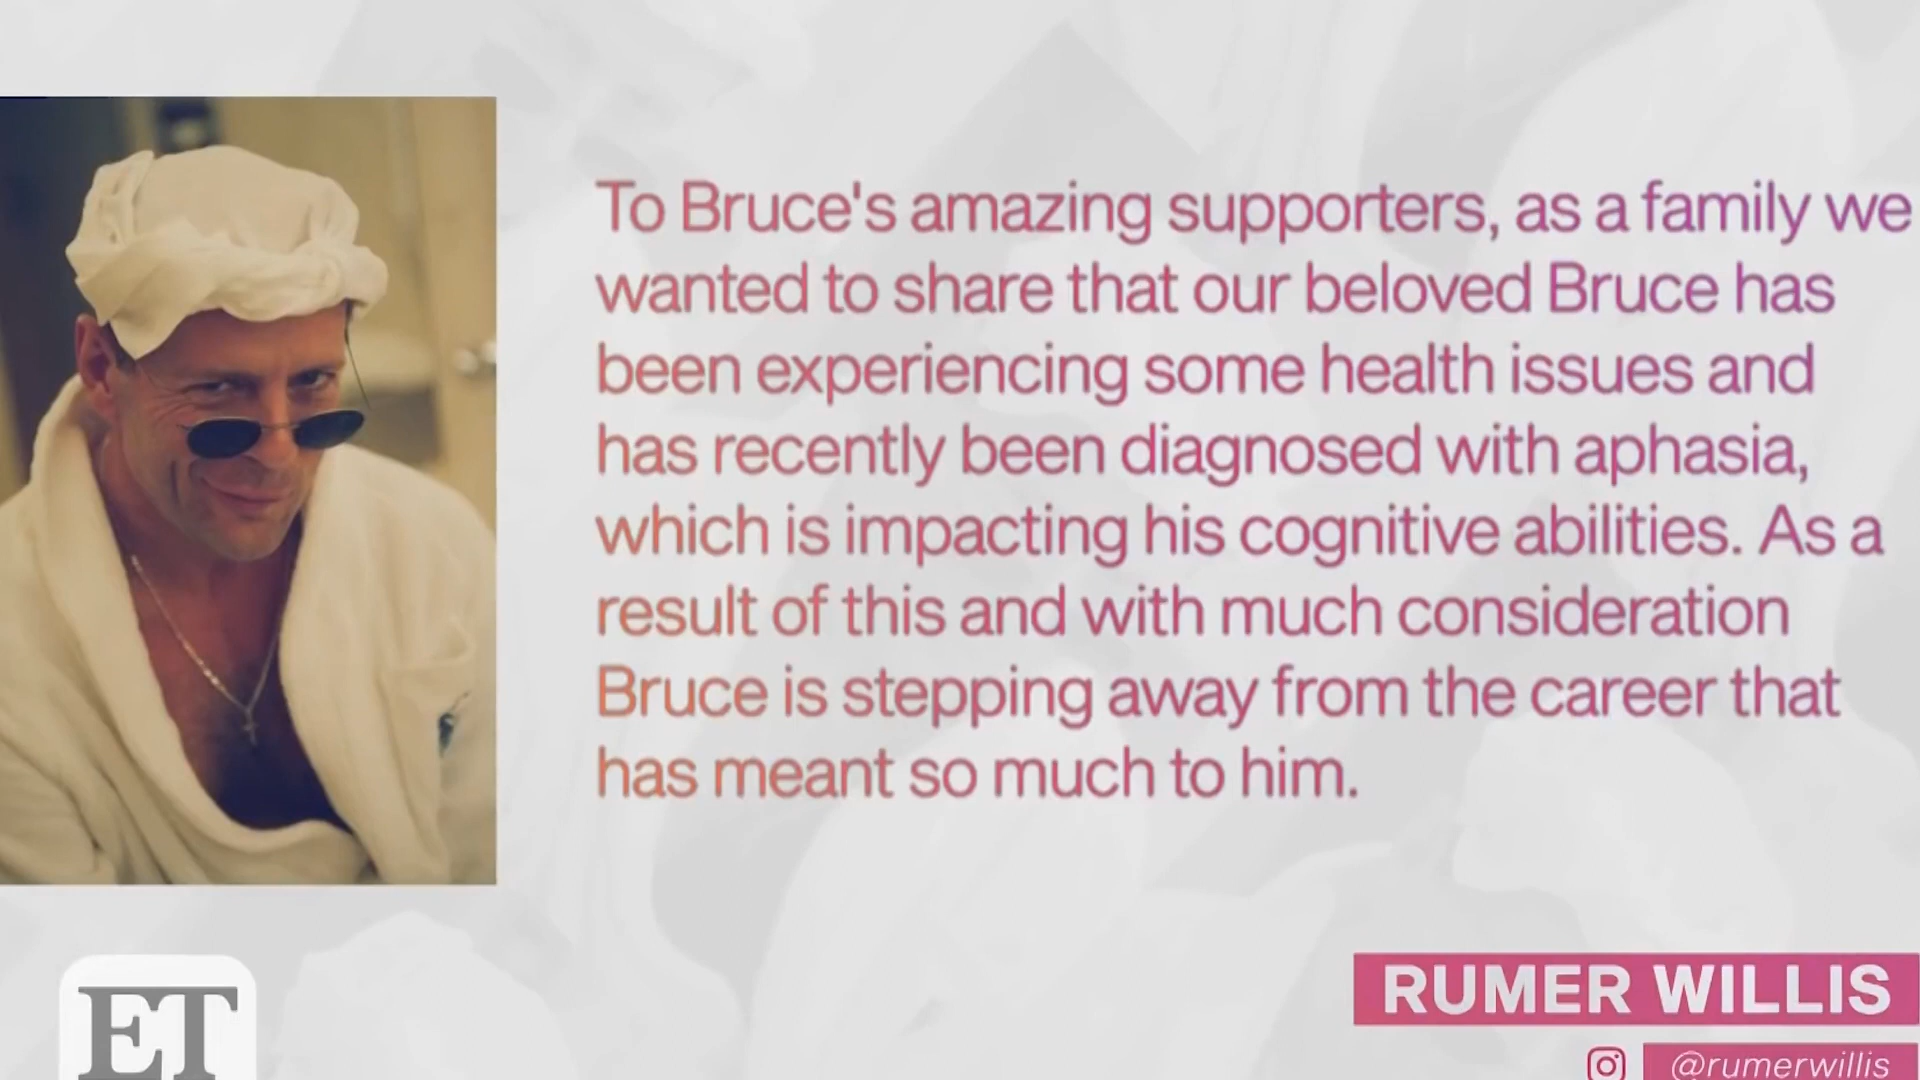 To Bruce's amazing supporters, as a family we
wanted to share that our beloved Bruce has
been experiencing some health issues and
has recently been diagnosed with aphasia,
which is impacting his cognitive abilities. As a
result of this and with much consideration
Bruce is stepping away from the career that
has meant so much to him.
ET
RUMER WILLIS
@rumerwillis